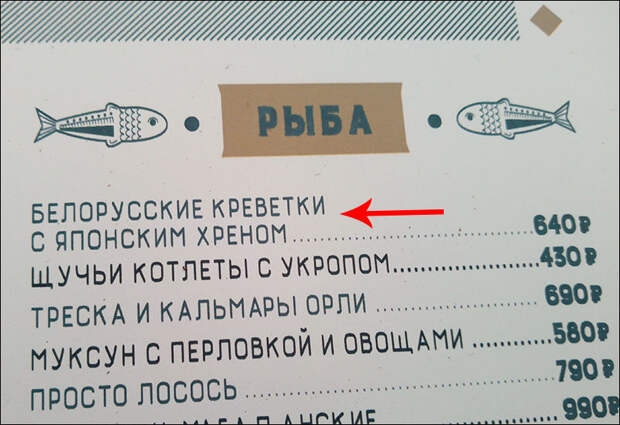 РЫБА
БЕЛОРУССКИЕ КРЕВЕТКИ
С ЯПОНСКИМ ХРЕНОМ......................640₽
ЩУЧЬИ КОТЛЕТЫ С УКРОПОМ................430₽
ТРЕСКА И КАЛЬМАРЫ ОРЛИ.................690₽
МУКСУН С ПЕРЛОВКОЙ И ОВОЩАМИ...........580₽
ПРОСТО ЛОСОСЬ..........................790₽
990₽